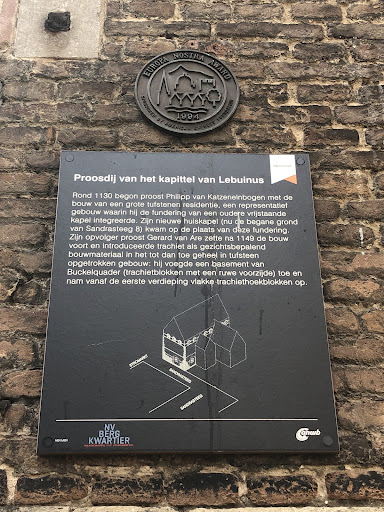 EUROPA NOSTRA AWARD
1994
Proosdij van het kapittel van Lebuinus
Rond 1130 begon proost Philipp van Katzenelnbogen met de
bouw van een grote tufstenen residentie, een representatief
gebouw waarin hij de fundering van een oudere vrijstaande
kapel integreerde. Zijn nieuwe huiskapel (nu de begane grond
van Sandrasteeg 8) kwam op de plaats van deze fundering.
Zijn opvolger proost Gerard van Are zette na 1149 de bouw
voort en introduceerde trachiet als gezichtsbepalend
bouwmateriaal in het tot dan toe geheel in tufsteen
opgetrokken gebouw: hij voegde een basement van
Buckelquader (trachietblokken met een ruwe voorzijde) toe en
nam vanaf de eerste verdieping vlakke trachiethoekblokken op.
SANDRASTEEG
NV
BERG
KWARTIER